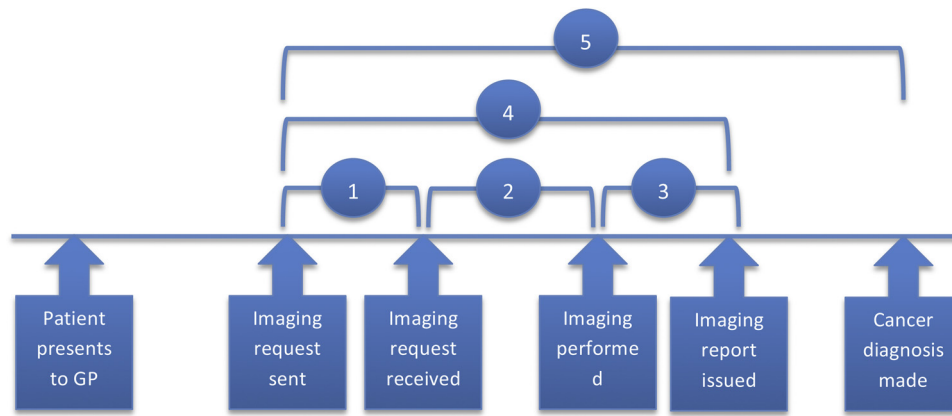 5
4
1
2
3
Patient
presents
to GP
Imaging
request
sent
Imaging
request
received
Imaging
performe
d
Imaging
report
issued
Cancer
diagnosis
made